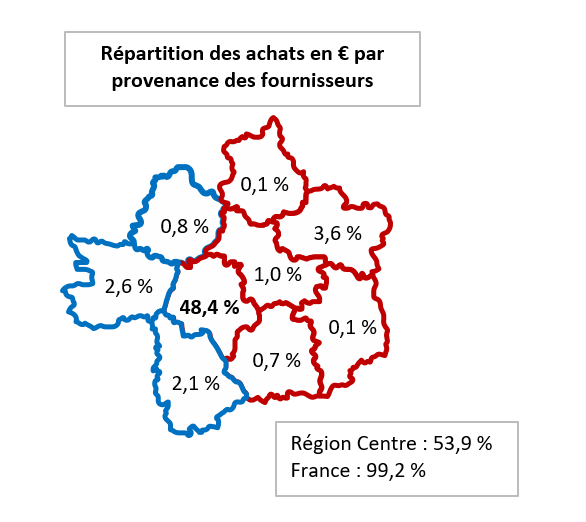 Répartition des achats en € par
provenance des fournisseurs
0,1 %
0,8 %
3,6 %
1,0 %
2,6 %
48,4 %
0,1 %
0,7 %
2,1 %
Région Centre : 53,9 %
France : 99,2 %